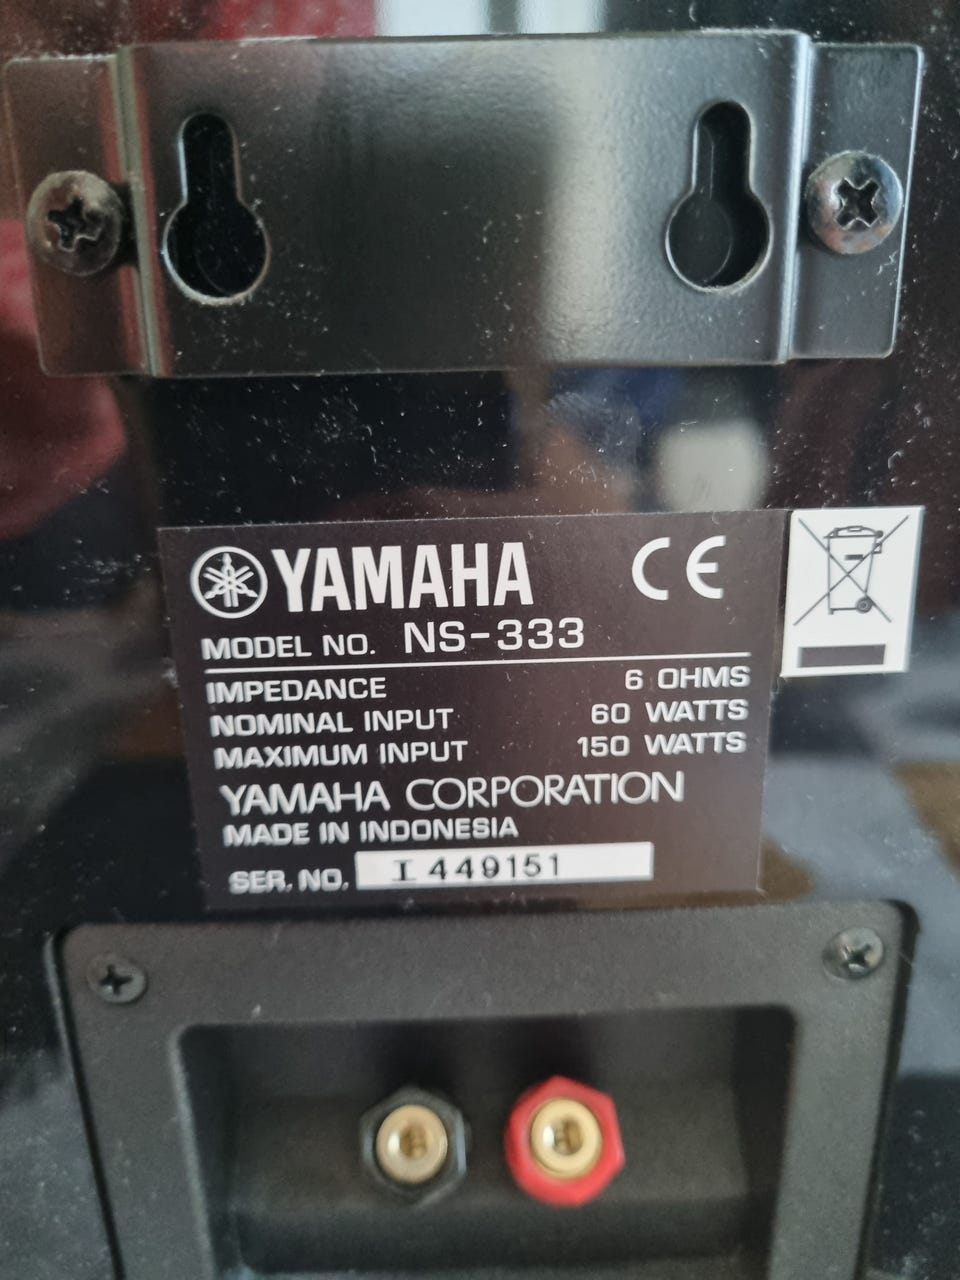 YAMAHA CE
MODEL NO. NS-333
IMPEDANCE 6 OHMS
NOMINAL INPUT 60 WATTS
MAXIMUM INPUT 150 WATTS
YAMAHA CORPORATION
MADE IN INDONESIA
SER. NO. I 449151